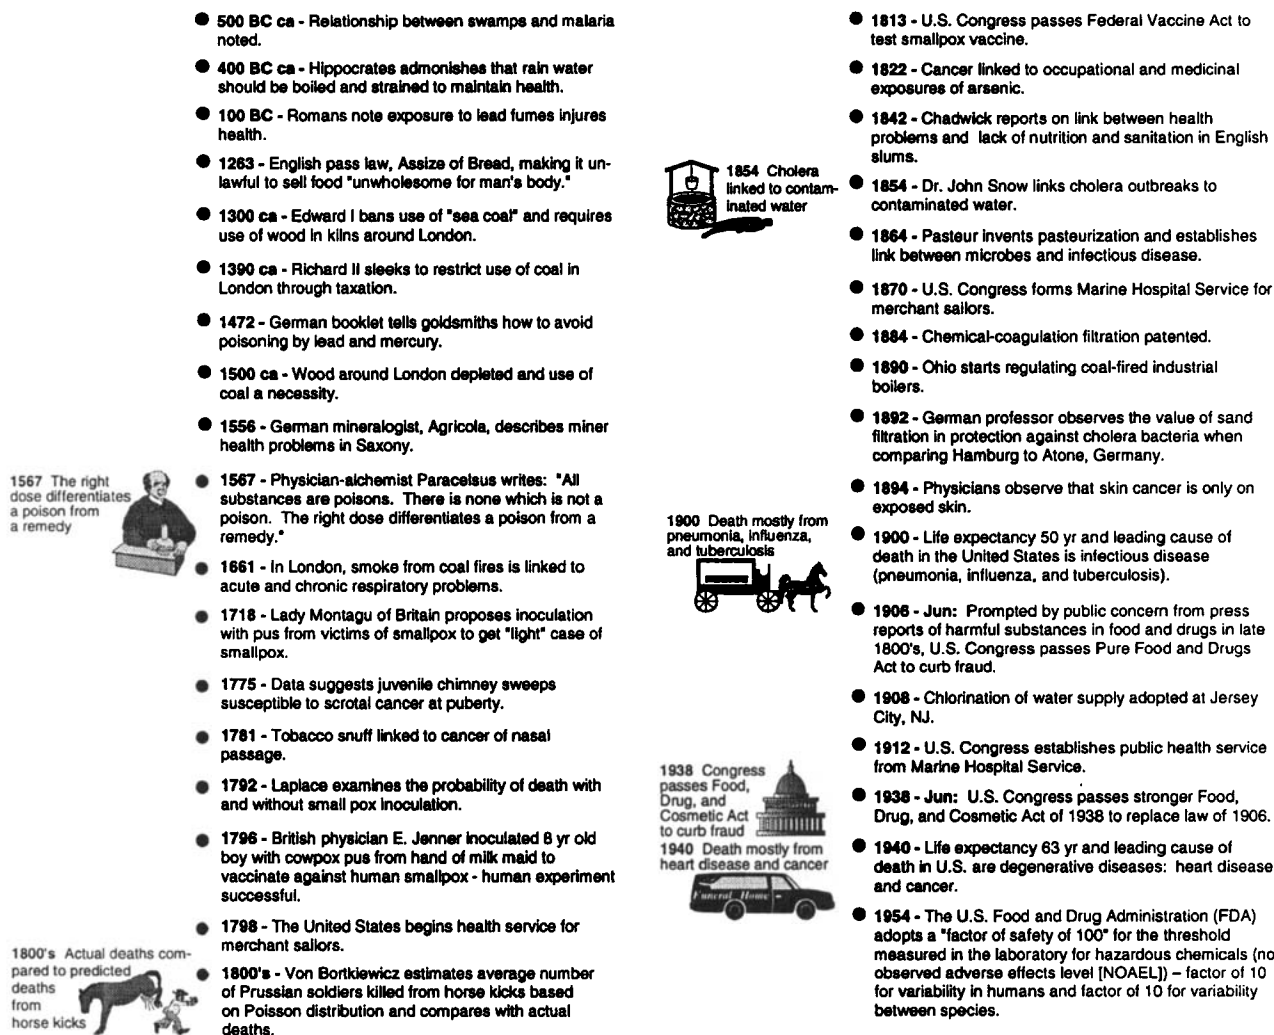 ● 500 BC ca - Relationship between swamps and malaria
noted.
● 400 BC ca - Hippocrates admonishes that rain water
should be boiled and strained to maintain health.
● 100 BC - Romans note exposure to lead fumes injures
health.
● 1263 - English pass law, Assize of Bread, making it un-
lawful to sell food "unwholesome for man's body."
● 1300 ca - Edward I bans use of "sea coal" and requires
use of wood in kilns around London.
● 1390 ca - Richard II sleeks to restrict use of coal in
London through taxation.
● 1472 - German booklet tells goldsmiths how to avoid
poisoning by lead and mercury.
● 1500 ca - Wood around London depleted and use of
coal a necessity.
● 1556 - German mineralogist, Agricola, describes miner
health problems in Saxony.
1567 The right
dose differentiates
a poison from
a remedy
● 1567 - Physician-alchemist Paracelsus writes: "All
substances are poisons. There is none which is not a
poison. The right dose differentiates a poison from a
remedy."
● 1661 - In London, smoke from coal fires is linked to
acute and chronic respiratory problems.
● 1718 - Lady Montagu of Britain proposes inoculation
with pus from victims of smallpox to get "light" case of
smallpox.
● 1775 - Data suggests juvenile chimney sweeps
susceptible to scrotal cancer at puberty.
● 1781 - Tobacco snuff linked to cancer of nasal
passage.
● 1792 - Laplace examines the probability of death with
and without small pox inoculation.
● 1796 - British physician E. Jenner inoculated 8 yr old
boy with cowpox pus from hand of milk maid to
vaccinate against human smallpox - human experiment
successful.
● 1798 - The United States begins health service for
merchant sailors.
1800's Actual deaths com-
pared to predicted
deaths
from
horse kicks
● 1800's - Von Bortkiewicz estimates average number
of Prussian soldiers killed from horse kicks based
on Poisson distribution and compares with actual
deaths.
● 1813 - U.S. Congress passes Federal Vaccine Act to
test smallpox vaccine.
● 1822 - Cancer linked to occupational and medicinal
exposures of arsenic.
● 1842 - Chadwick reports on link between health
problems and lack of nutrition and sanitation in English
slums.
1854 Cholera
linked to contam-
inated water
● 1854 - Dr. John Snow links cholera outbreaks to
contaminated water.
● 1864 - Pasteur invents pasteurization and establishes
link between microbes and infectious disease.
● 1870 - U.S. Congress forms Marine Hospital Service for
merchant sailors.
● 1884 - Chemical-coagulation filtration patented.
● 1890 - Ohio starts regulating coal-fired industrial
boilers.
● 1892 - German professor observes the value of sand
filtration in protection against cholera bacteria when
comparing Hamburg to Atone, Germany.
● 1894 - Physicians observe that skin cancer is only on
exposed skin.
1900 Death mostly from
pneumonia, influenza,
and tuberculosis
● 1900 - Life expectancy 50 yr and leading cause of
death in the United States is infectious disease
(pneumonia, influenza, and tuberculosis).
● 1906 - Jun: Prompted by public concern from press
reports of harmful substances in food and drugs in late
1800's, U.S. Congress passes Pure Food and Drugs
Act to curb fraud.
● 1908 - Chlorination of water supply adopted at Jersey
City, NJ.
● 1912 - U.S. Congress establishes public health service
from Marine Hospital Service.
1938 Congress
passes Food,
Drug, and
Cosmetic Act
to curb fraud
● 1938 - Jun: U.S. Congress passes stronger Food,
Drug, and Cosmetic Act of 1938 to replace law of 1906.
1940 Death mostly from
heart disease and cancer
Funeral Home
● 1940 - Life expectancy 63 yr and leading cause of
death in U.S. are degenerative diseases: heart disease
and cancer.
● 1954 - The U.S. Food and Drug Administration (FDA)
adopts a "factor of safety of 100" for the threshold
measured in the laboratory for hazardous chemicals (no
observed adverse effects level [NOAEL]) – factor of 10
for variability in humans and factor of 10 for variability
between species.